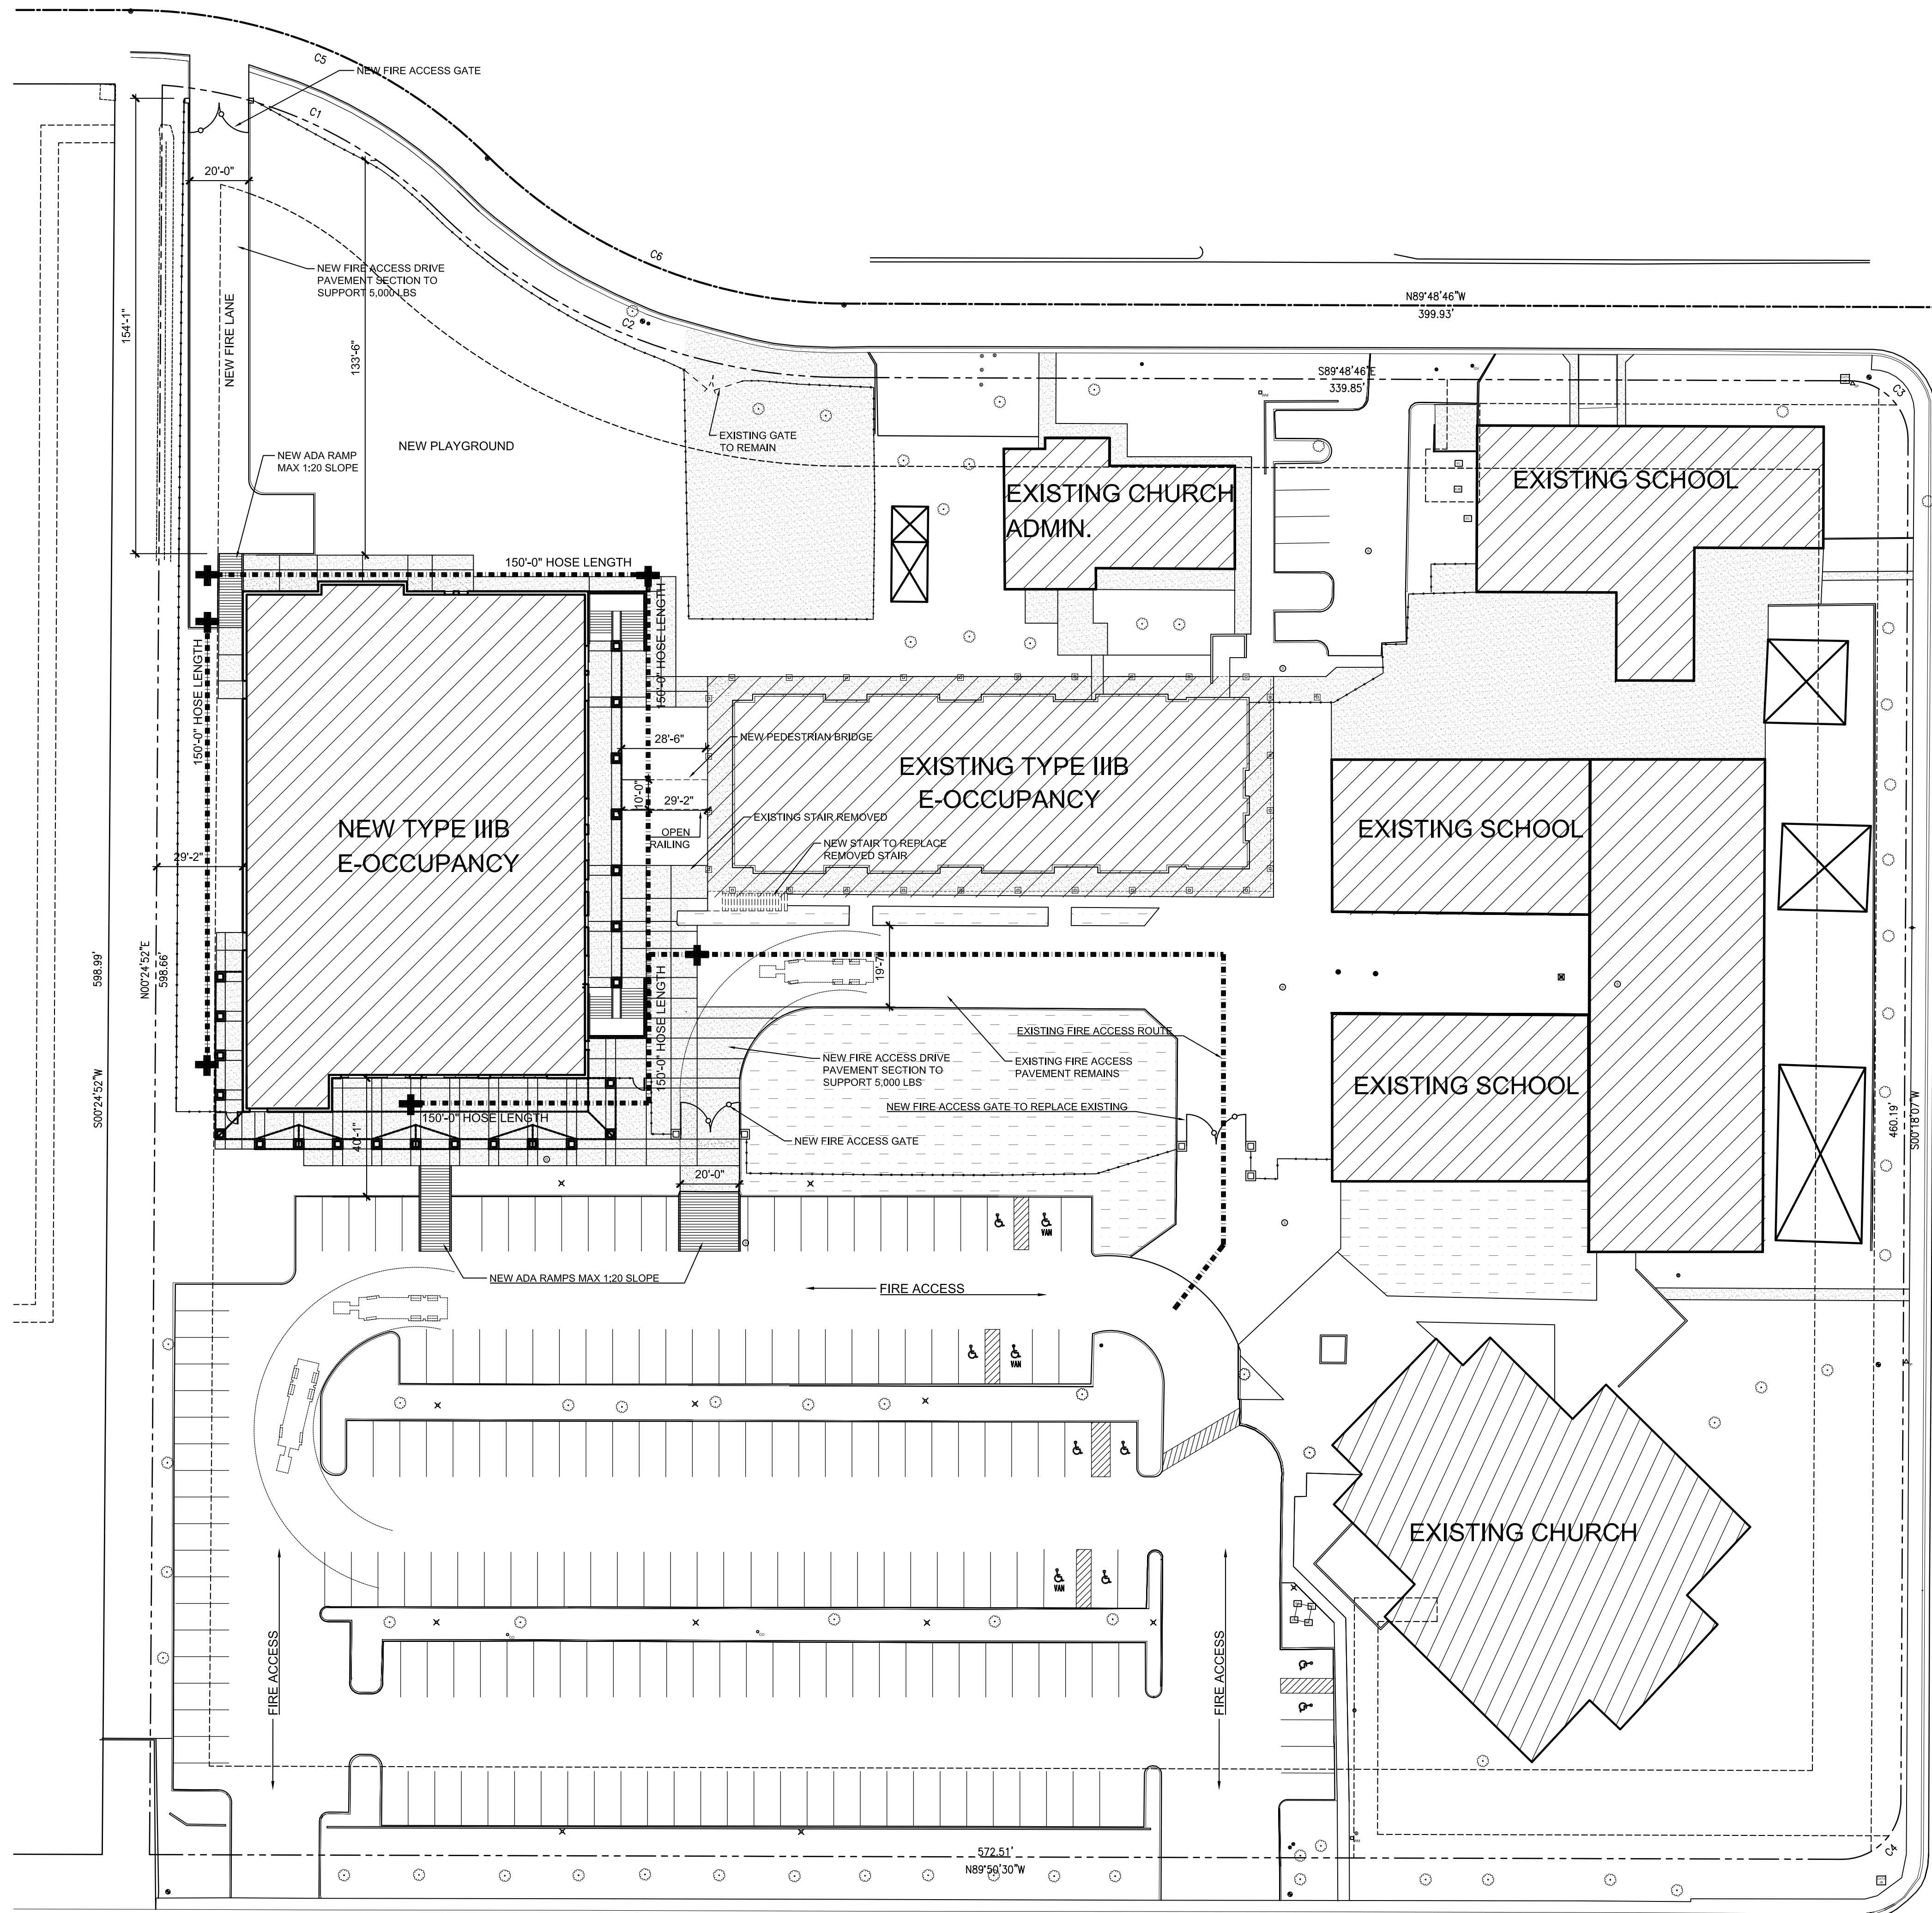 C5
NEW FIRE ACCESS GATE
C1
20'-0"
C6
NEW FIRE ACCESS DRIVE
PAVEMENT SECTION TO
SUPPORT 5,000 LBS
N89°48'46"W
399.93'
154'-1"
NEW FIRE LANE
133'-6"
C2
S89°48'46"E
339.85'
C3
NEW PLAYGROUND
EXISTING GATE
TO REMAIN
NEW ADA RAMP
MAX 1:20 SLOPE
EXISTING CHURCH
ADMIN.
EXISTING SCHOOL
150'-0" HOSE LENGTH
150'-0" HOSE LENGTH
150'-0" HOSE LENGTH
28'-6"
NEW PEDESTRIAN BRIDGE
EXISTING TYPE IIIB
E-OCCUPANCY
10'-0"
29'-2"
EXISTING STAIR REMOVED
OPEN
RAILING
NEW STAIR TO REPLACE
REMOVED STAIR
NEW TYPE IIIB
E-OCCUPANCY
29'-2"
EXISTING SCHOOL
598.99'
S00°24'52"W
N00°24'52"E
598.66'
19'-7"
150'-0" HOSE LENGTH
EXISTING FIRE ACCESS ROUTE
NEW FIRE ACCESS DRIVE
PAVEMENT SECTION TO
SUPPORT 5,000 LBS
EXISTING FIRE ACCESS
PAVEMENT REMAINS
EXISTING SCHOOL
NEW FIRE ACCESS GATE TO REPLACE EXISTING
150'-0" HOSE LENGTH
NEW FIRE ACCESS GATE
40'-1"
20'-0"
460.19'
S00°18'07"W
VAN
NEW ADA RAMPS MAX 1:20 SLOPE
FIRE ACCESS
VAN
EXISTING CHURCH
VAN
FIRE ACCESS
FIRE ACCESS
572.51'
N89°50'30"W
C4